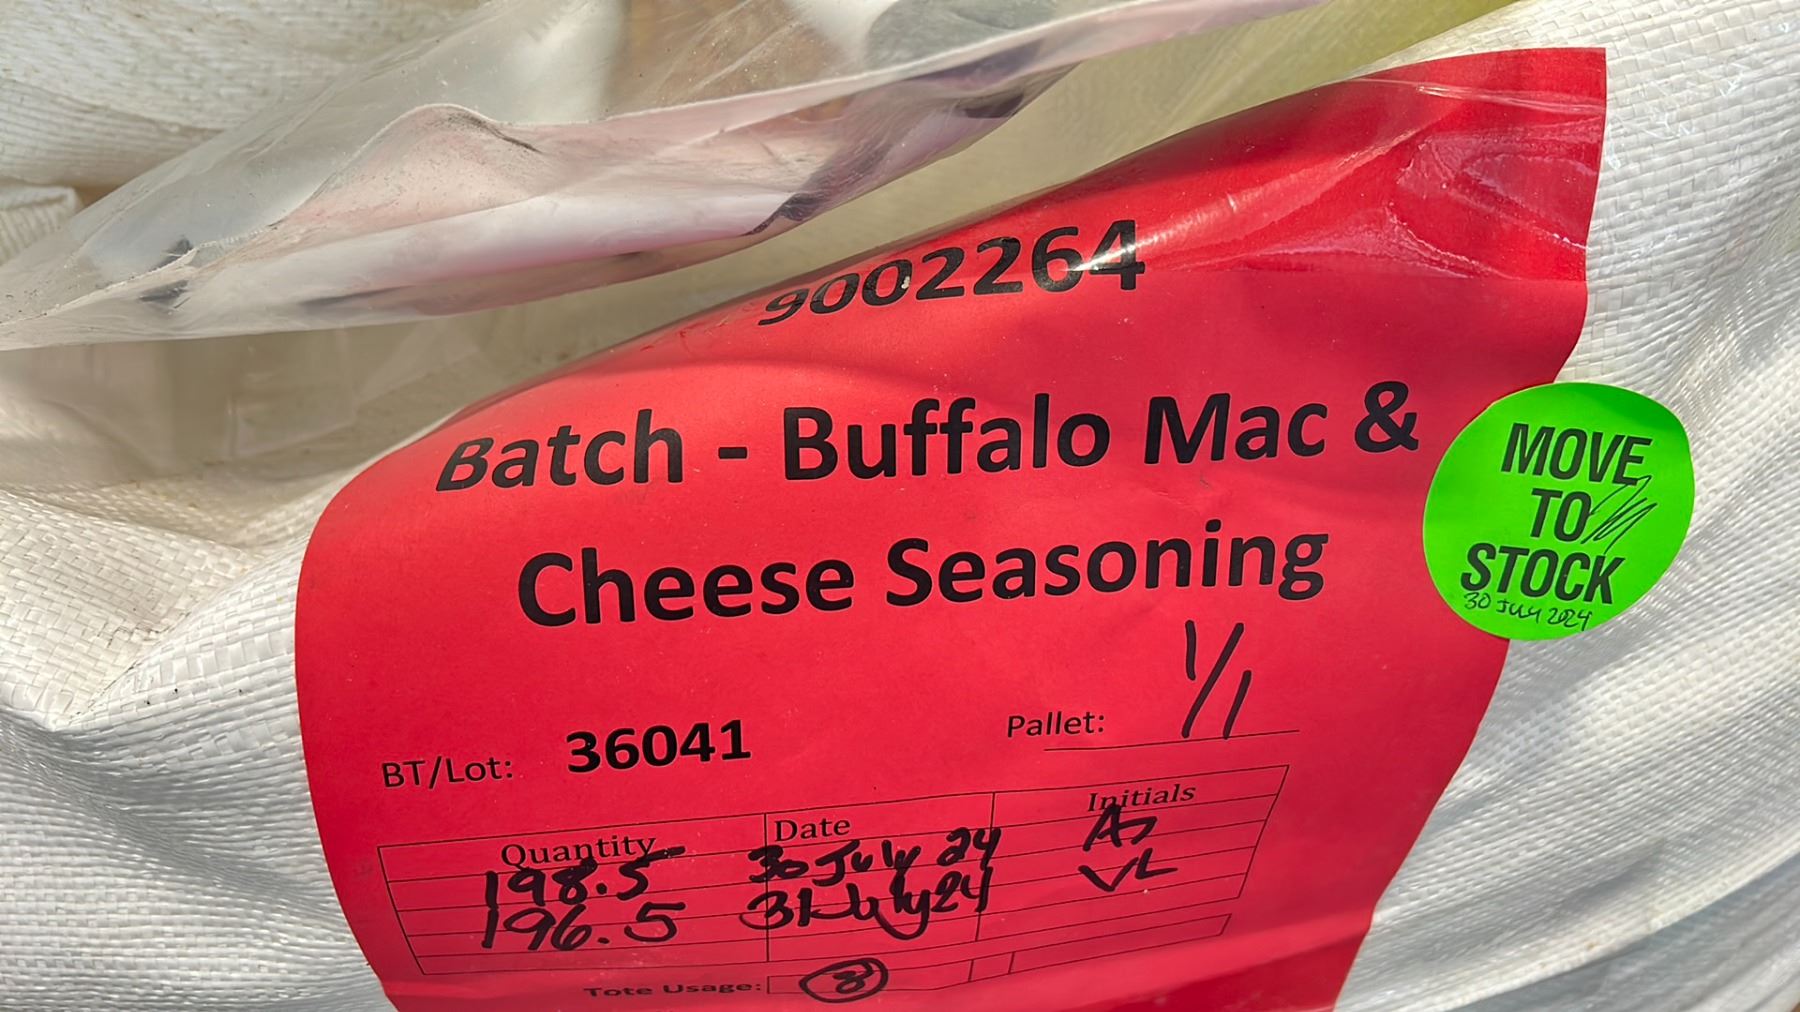 9002264
Batch - Buffalo Mac &
Cheese Seasoning
MOVE
TO
STOCK
30 July 2024
BT/Lot: 36041 Pallet: 1/1
Quantity Date Initials
198.5 30 July 24
196.5 31 July 24 VL
Tote Usage: 8